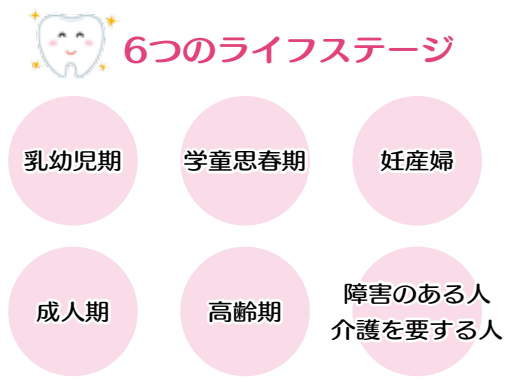 6つのライフステージ
乳幼児期
学童思春期
妊産婦
成人期
高齢期
障害のある人
介護を要する人